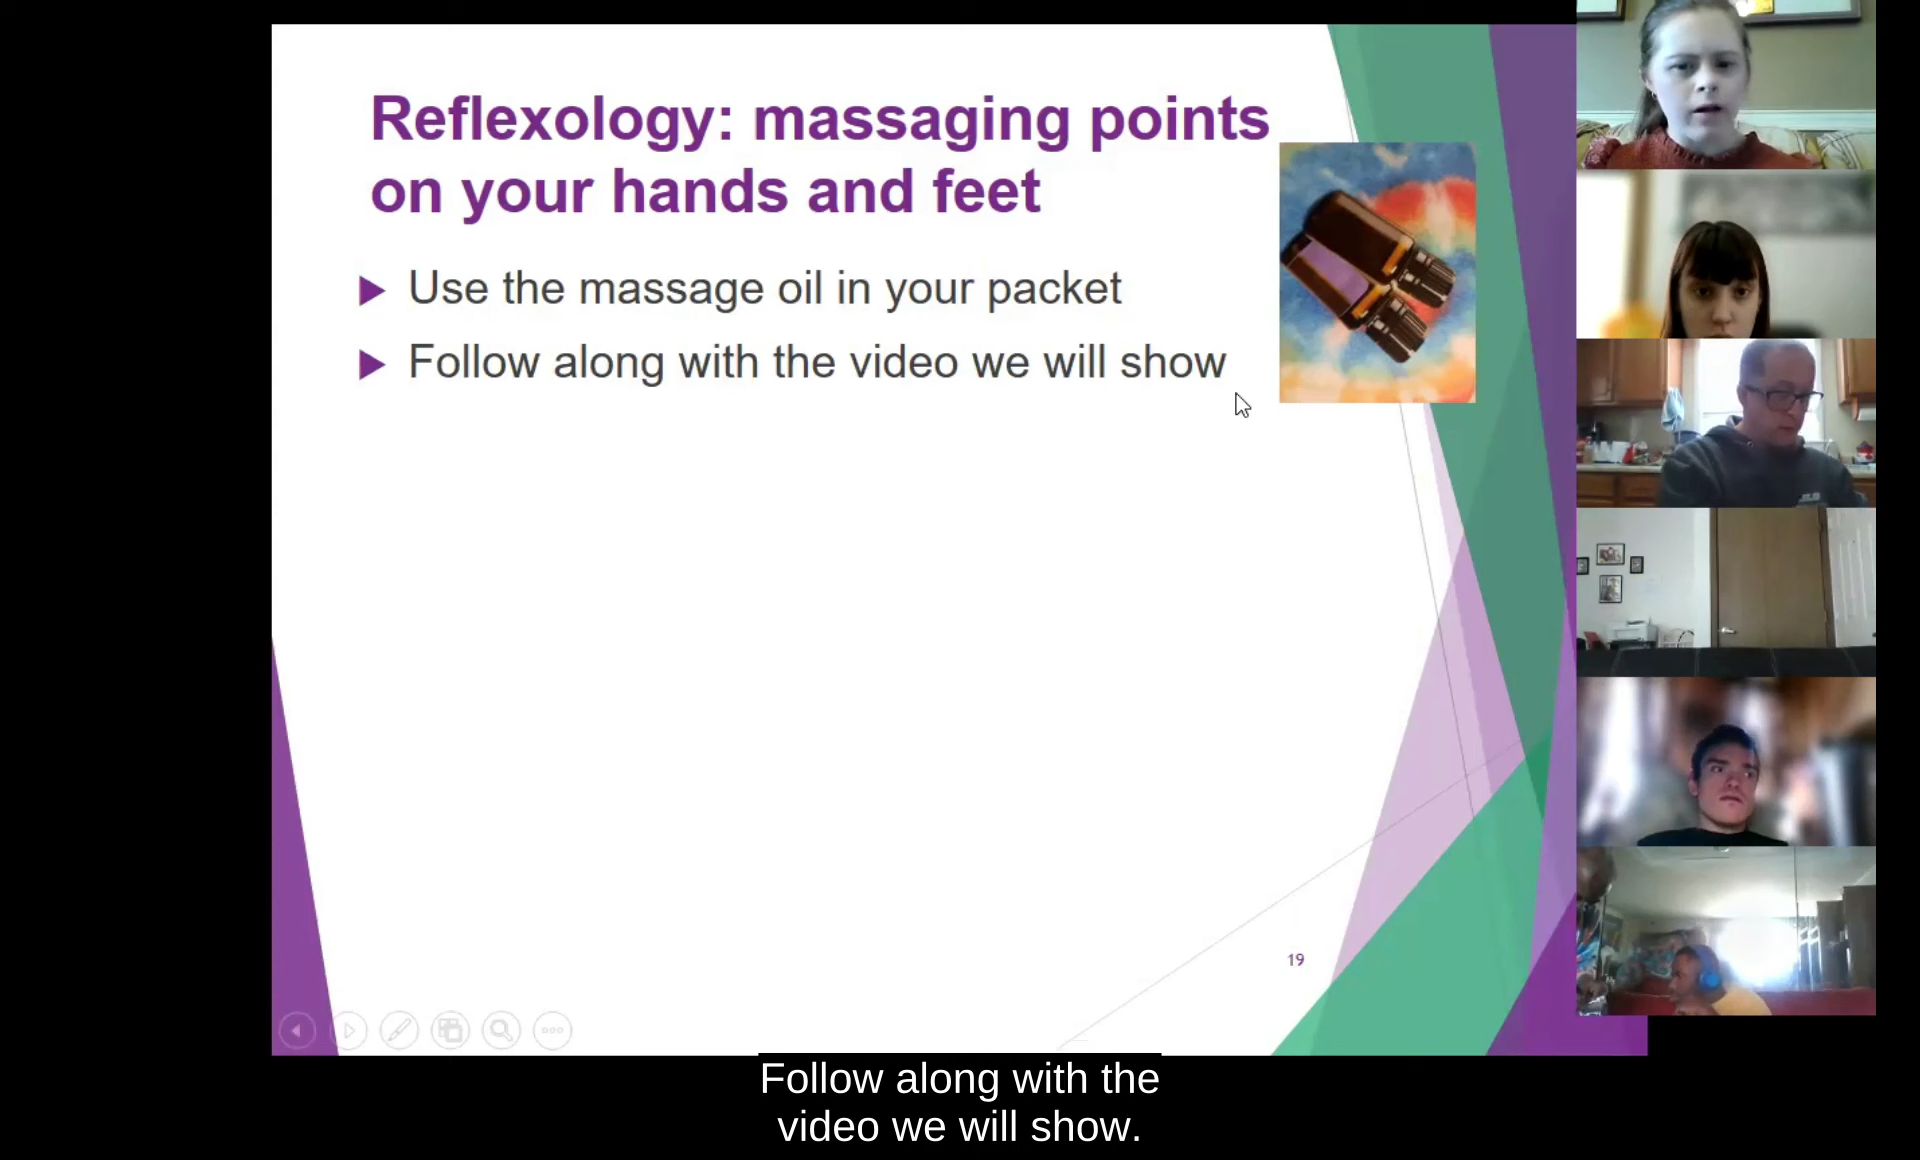 Reflexology: massaging points
on your hands and feet
Use the massage oil in your packet
Follow along with the video we will show
19
Follow along with the
video we will show.